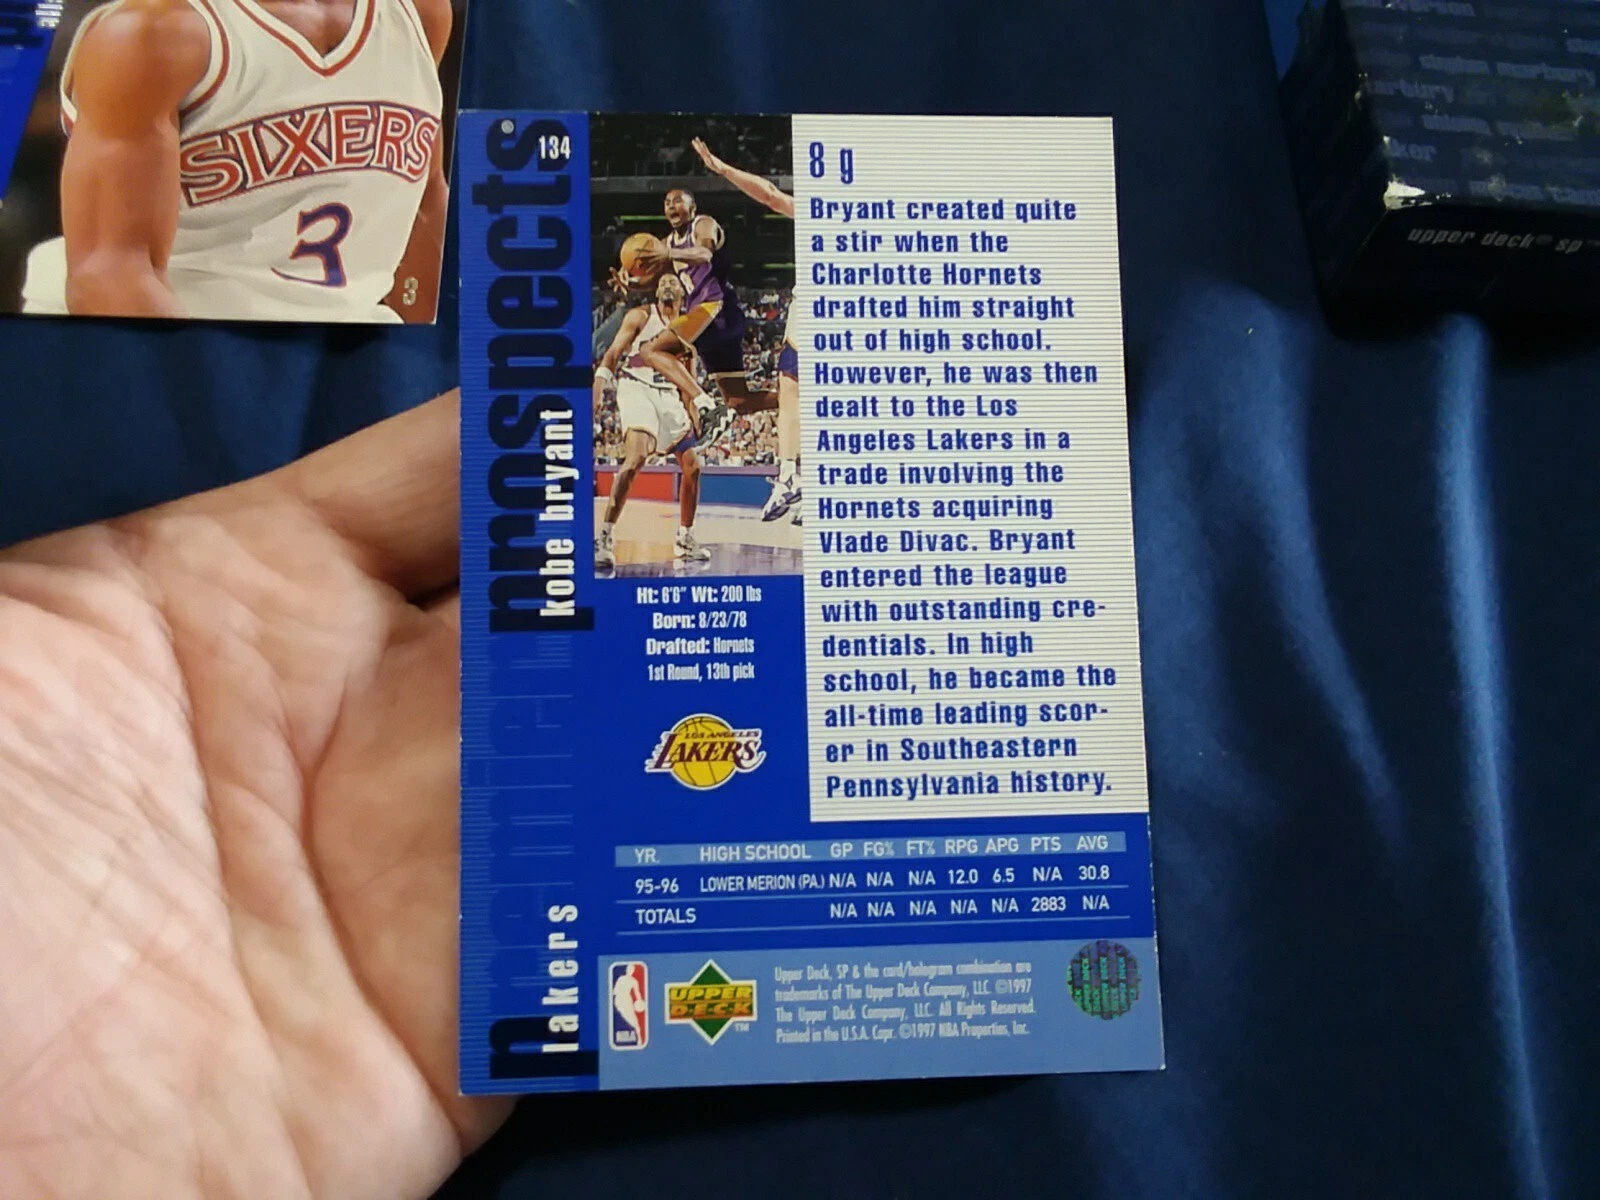 SIXERS
3
3
upper deck® sp™
134
premier prospects
kobe bryant
lakers
8 g
Bryant created quite
a stir when the
Charlotte Hornets
drafted him straight
out of high school.
However, he was then
dealt to the Los
Angeles Lakers in a
trade involving the
Hornets acquiring
Vlade Divac. Bryant
entered the league
with outstanding cre-
dentials. In high
school, he became the
all-time leading scor-
er in Southeastern
Pennsylvania history.
Ht: 6'6" Wt: 200 lbs
Born: 8/23/78
Drafted: Hornets
1st Round, 13th pick
LOS ANGELES
LAKERS
YR. HIGH SCHOOL GP FG% FT% RPG APG PTS AVG
95-96 LOWER MERION (PA.) N/A N/A N/A 12.0 6.5 N/A 30.8
TOTALS N/A N/A N/A N/A N/A 2883 N/A
NBA
UPPER
DECK
TM
Upper Deck, SP & the card/hologram combination are
trademarks of The Upper Deck Company, LLC. ©1997
The Upper Deck Company, LLC. All Rights Reserved.
Printed in the U.S.A. Copr. ©1997 NBA Properties, Inc.
UPPER DECK